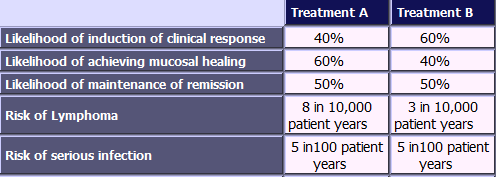 Treatment A Treatment B
Likelihood of induction of clinical response 40% 60%
Likelihood of achieving mucosal healing 60% 40%
Likelihood of maintenance of remission 50% 50%
Risk of Lymphoma 8 in 10,000 patient years 3 in 10,000 patient years
Risk of serious infection 5 in100 patient years 5 in100 patient years